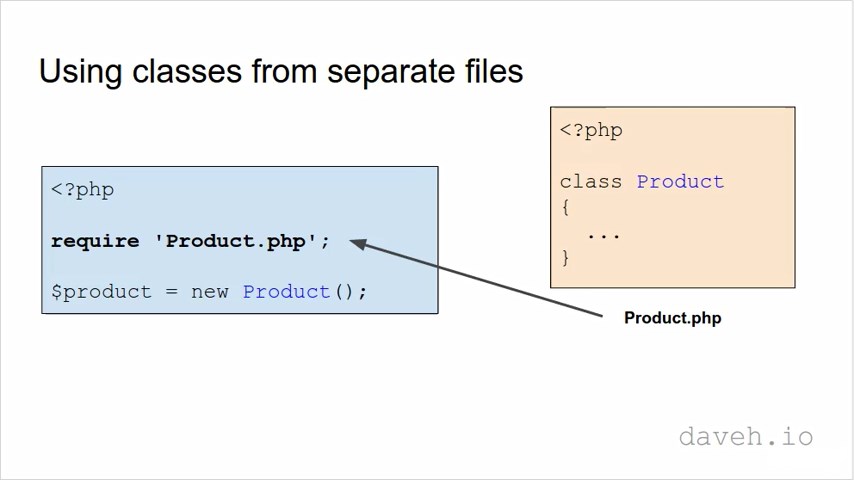 Using classes from separate files
<?php
require 'Product.php';
$product = new Product();
<?php
class Product
{
...
}
Product.php
daveh.io